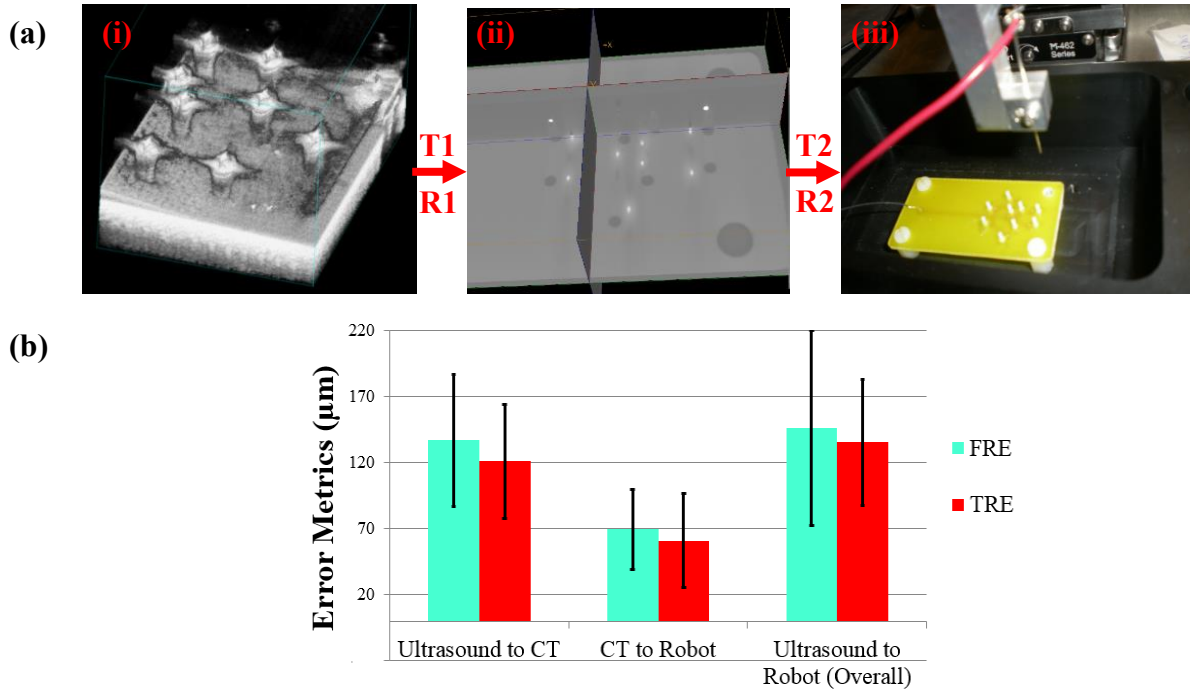 (a)
(i)
(ii)
(iii)
T1
R1
T2
R2
M-462
Series
(b)
Error Metrics (µm)
220
170
120
70
20
Ultrasound to CT
CT to Robot
Ultrasound to
Robot (Overall)
FRE
TRE